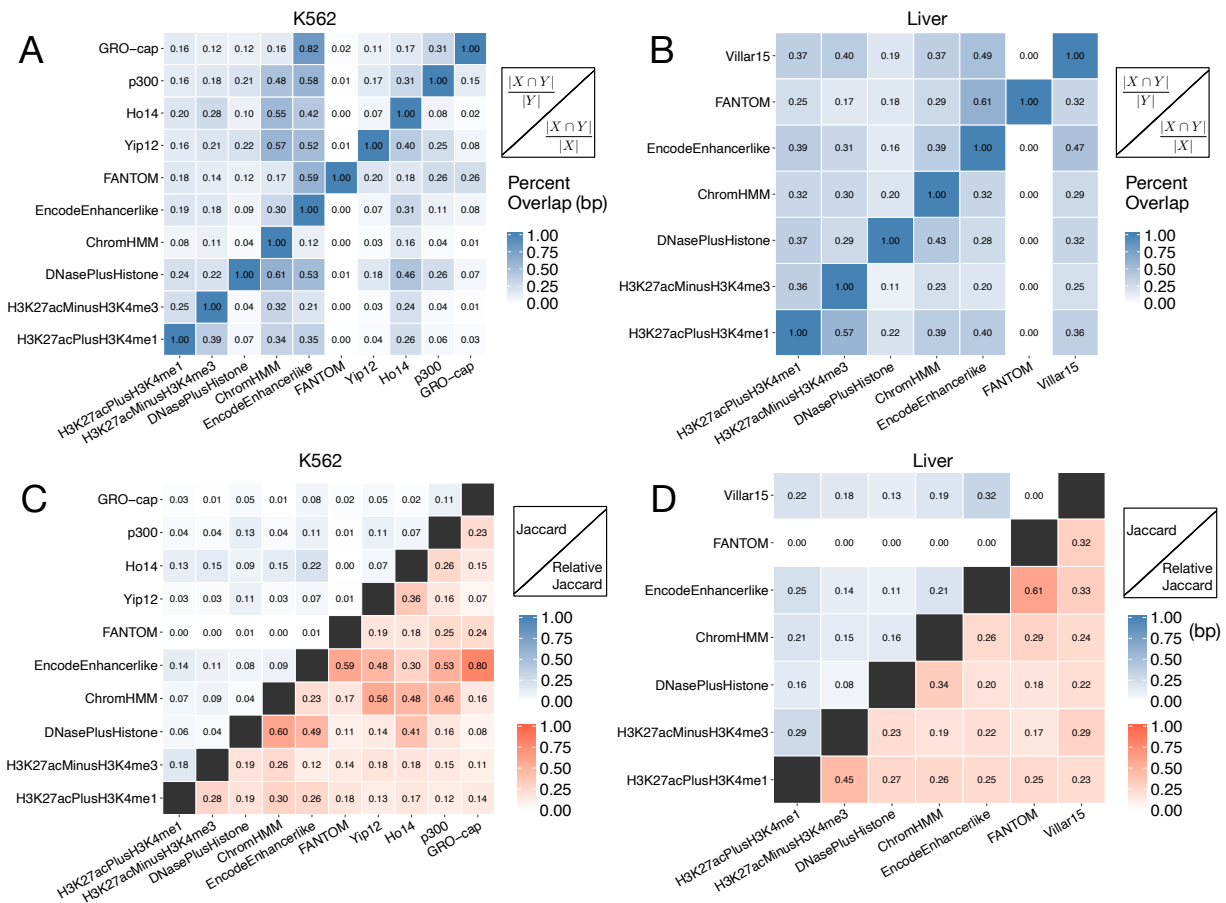 K562
A
GRO-cap 0.16 0.12 0.12 0.16 0.82 0.02 0.11 0.17 0.31 1.00
p300 0.16 0.18 0.21 0.48 0.58 0.01 0.17 0.31 1.00 0.15
Ho14 0.20 0.28 0.10 0.55 0.42 0.00 0.07 1.00 0.08 0.02
Yip12 0.16 0.21 0.22 0.57 0.52 0.00 1.00 0.40 0.25 0.08
FANTOM 0.18 0.14 0.12 0.17 0.59 1.00 0.20 0.18 0.26 0.26
EncodeEnhancerlike 0.19 0.18 0.09 0.30 1.00 0.00 0.07 0.31 0.11 0.08
ChromHMM 0.08 0.11 0.04 1.00 0.12 0.00 0.03 0.16 0.04 0.01
DNasePlusHistone 0.24 0.22 1.00 0.61 0.53 0.01 0.18 0.46 0.26 0.07
H3K27acMinusH3K4me3 0.25 1.00 0.04 0.32 0.21 0.00 0.04 0.24 0.04 0.01
H3K27acPlusH3K4me1 1.00 0.39 0.07 0.34 0.35 0.00 0.04 0.26 0.06 0.03
H3K27acPlusH3K4me1
H3K27acMinusH3K4me3
DNasePlusHistone
ChromHMM
EncodeEnhancerlike
FANTOM
Yip12
Ho14
p300
GRO-cap
|X ∩ Y|
|Y|
|X ∩ Y|
|X|
Percent
Overlap (bp)
1.00
0.75
0.50
0.25
0.00
Liver
B
Villar15 0.37 0.40 0.19 0.37 0.49 0.00 1.00
FANTOM 0.25 0.17 0.18 0.29 0.61 1.00 0.32
EncodeEnhancerlike 0.39 0.31 0.16 0.39 1.00 0.00 0.47
ChromHMM 0.32 0.30 0.20 1.00 0.32 0.00 0.29
DNasePlusHistone 0.37 0.29 1.00 0.43 0.28 0.00 0.32
H3K27acMinusH3K4me3 0.36 1.00 0.11 0.23 0.20 0.00 0.25
H3K27acPlusH3K4me1 1.00 0.57 0.22 0.39 0.40 0.00 0.36
H3K27acPlusH3K4me1
H3K27acMinusH3K4me3
DNasePlusHistone
ChromHMM
EncodeEnhancerlike
FANTOM
Villar15
|X ∩ Y|
|Y|
|X ∩ Y|
|X|
Percent
Overlap
1.00
0.75
0.50
0.25
0.00
K562
C
GRO-cap 0.03 0.01 0.05 0.01 0.08 0.02 0.05 0.02 0.11
p300 0.04 0.04 0.13 0.04 0.11 0.01 0.11 0.07 0.23
Ho14 0.13 0.15 0.09 0.15 0.22 0.00 0.07 0.26 0.15
Yip12 0.03 0.03 0.11 0.03 0.07 0.01 0.36 0.16 0.07
FANTOM 0.00 0.00 0.01 0.00 0.01 0.19 0.18 0.25 0.24
EncodeEnhancerlike 0.14 0.11 0.08 0.09 0.59 0.48 0.30 0.53 0.80
ChromHMM 0.07 0.09 0.04 0.23 0.17 0.56 0.48 0.46 0.16
DNasePlusHistone 0.06 0.04 0.60 0.49 0.11 0.14 0.41 0.16 0.08
H3K27acMinusH3K4me3 0.18 0.19 0.26 0.12 0.14 0.18 0.18 0.15 0.11
H3K27acPlusH3K4me1 0.28 0.19 0.30 0.26 0.18 0.13 0.17 0.12 0.14
H3K27acPlusH3K4me1
H3K27acMinusH3K4me3
DNasePlusHistone
ChromHMM
EncodeEnhancerlike
FANTOM
Yip12
Ho14
p300
GRO-cap
Jaccard
Relative
Jaccard
1.00
0.75
0.50
0.25
0.00
1.00
0.75
0.50
0.25
0.00
Liver
D
Villar15 0.22 0.18 0.13 0.19 0.32 0.00
FANTOM 0.00 0.00 0.00 0.00 0.00 0.32
EncodeEnhancerlike 0.25 0.14 0.11 0.21 0.61 0.33
ChromHMM 0.21 0.15 0.16 0.26 0.29 0.24
DNasePlusHistone 0.16 0.08 0.34 0.20 0.18 0.22
H3K27acMinusH3K4me3 0.29 0.23 0.19 0.22 0.17 0.29
H3K27acPlusH3K4me1 0.45 0.27 0.26 0.25 0.25 0.23
H3K27acPlusH3K4me1
H3K27acMinusH3K4me3
DNasePlusHistone
ChromHMM
EncodeEnhancerlike
FANTOM
Villar15
Jaccard
Relative
Jaccard
1.00
0.75 (bp)
0.50
0.25
0.00
1.00
0.75
0.50
0.25
0.00